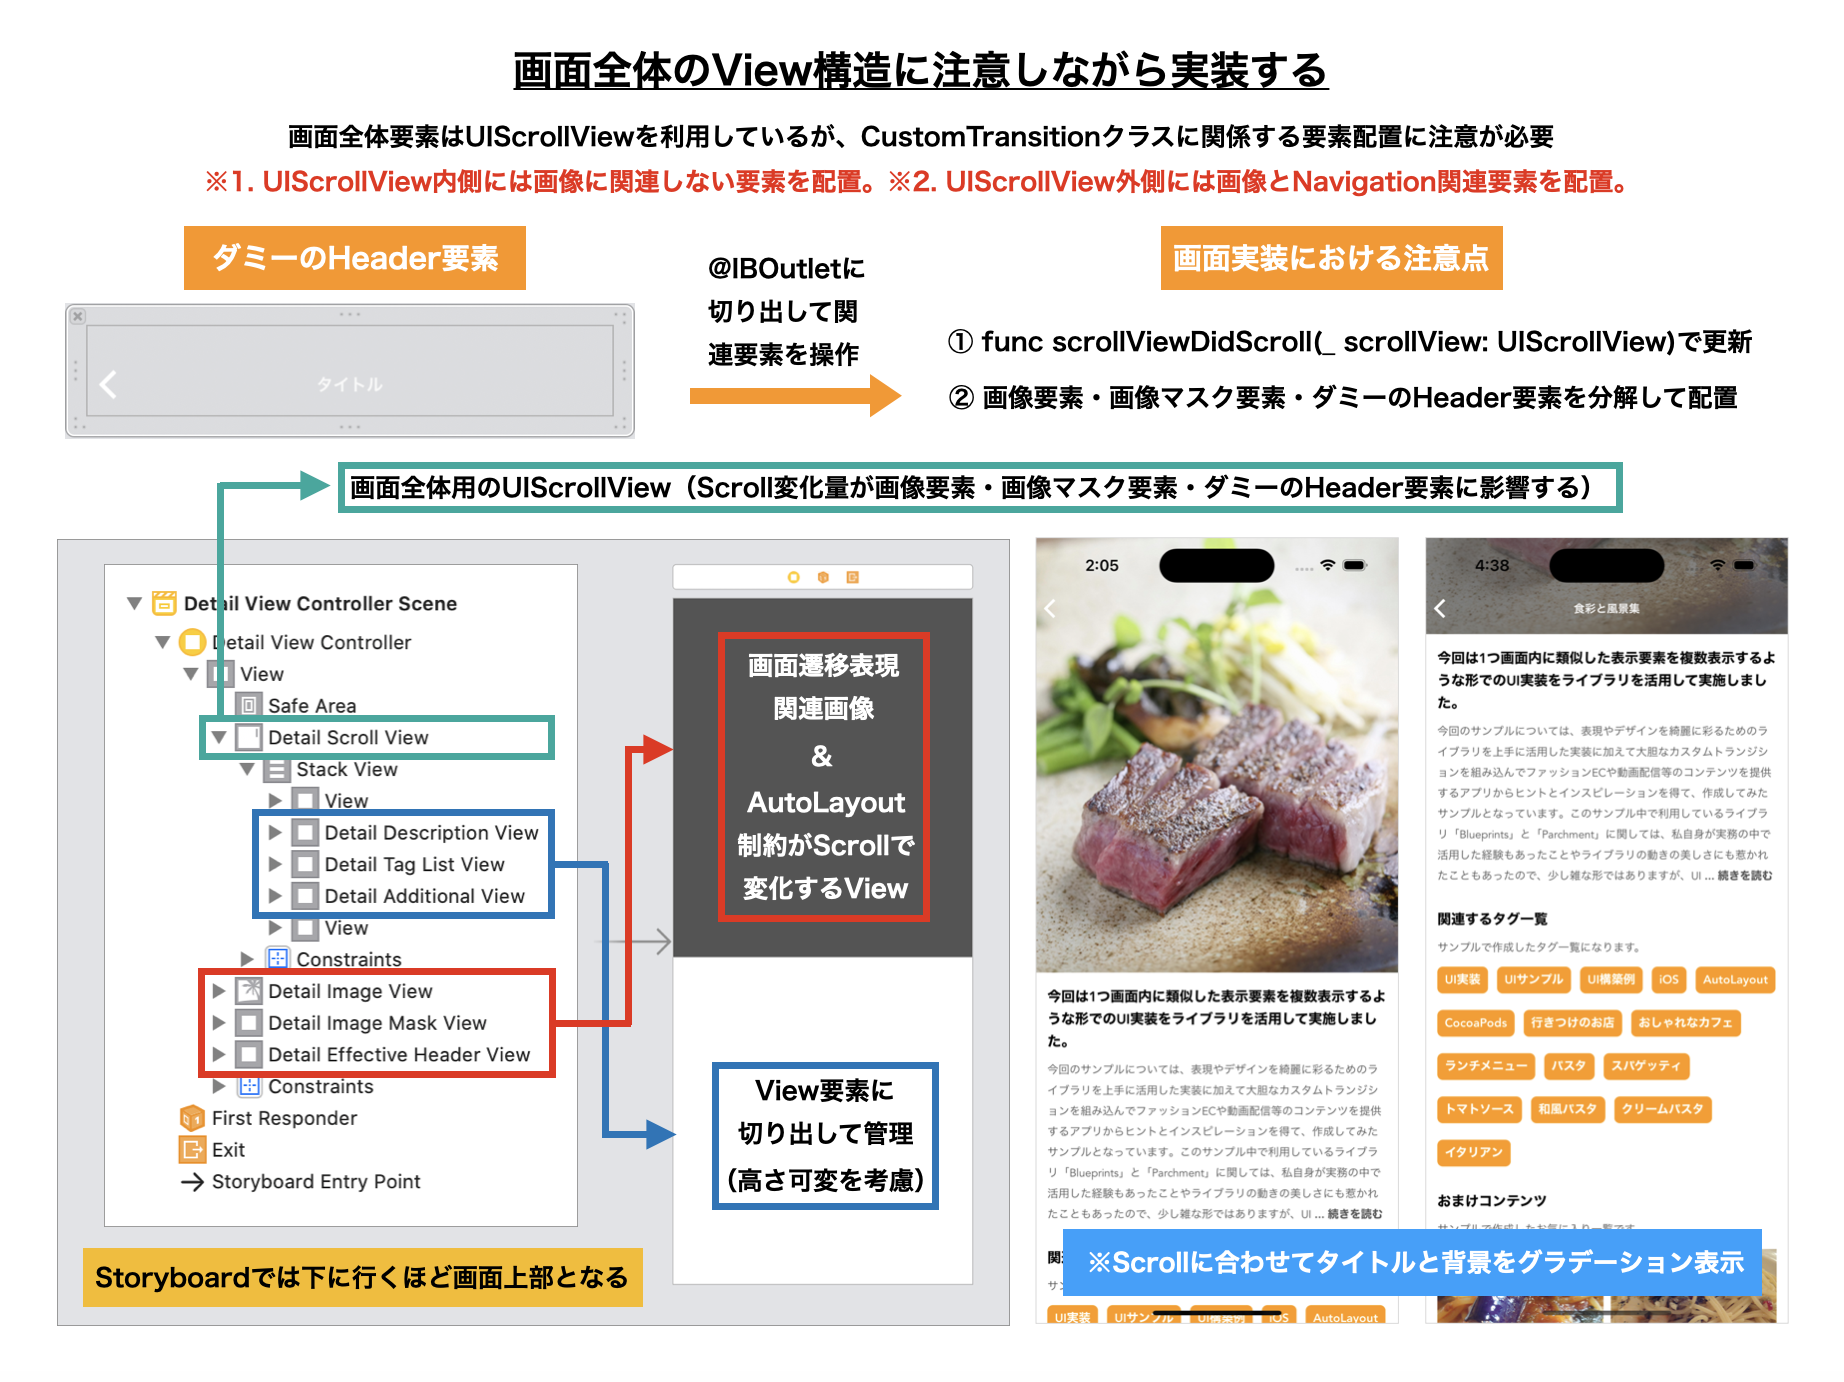 画面全体のView構造に注意しながら実装する
画面全体要素はUIScrollViewを利用しているが、CustomTransitionクラスに関係する要素配置に注意が必要
※1. UIScrollView内側には画像に関連しない要素を配置。※2. UIScrollView外側には画像とNavigation関連要素を配置。
ダミーのHeader要素
タイトル
@IBOutletに
切り出して関
連要素を操作
画面実装における注意点
① func scrollViewDidScroll(_ scrollView: UIScrollView)で更新
② 画像要素・画像マスク要素・ダミーのHeader要素を分解して配置
画面全体用のUIScrollView（Scroll変化量が画像要素・画像マスク要素・ダミーのHeader要素に影響する）
Detail View Controller Scene
Detail View Controller
View
Safe Area
Detail Scroll View
Stack View
View
Detail Description View
Detail Tag List View
Detail Additional View
View
Constraints
Detail Image View
Detail Image Mask View
Detail Effective Header View
Constraints
First Responder
Exit
Storyboard Entry Point
Storyboardでは下に行くほど画面上部となる
画面遷移表現
関連画像
&
AutoLayout
制約がScrollで
変化するView
View要素に
切り出して管理
(高さ可変を考慮)
2:05
今回は1つ画面内に類似した表示要素を複数表示するよ
うな形でのUI実装をライブラリを活用して実施しまし
た。
今回のサンプルについては、表現やデザインを綺麗に彩るためのラ
イブラリを上手に活用した実装に加えて大胆なカスタムトランジシ
ョンを組み込んでファッションECや動画配信等のコンテンツを提供
するアプリからヒントとインスピレーションを得て、作成してみた
サンプルとなっています。このサンプル中で利用しているライブラ
リ「Blueprints」と「Parchment」に関しては、私自身が実務の中で
活用した経験もあったことやライブラリの動きの美しさにも惹かれ
たこともあったので、少し雑な形ではありますが、UI ... 続きを読む
関
サン
UI実装 UIサンプル UI構築例 iOS AutoLayout
4:38
食彩と風景集
今回は1つ画面内に類似した表示要素を複数表示するよ
うな形でのUI実装をライブラリを活用して実施しまし
た。
今回のサンプルについては、表現やデザインを綺麗に彩るためのラ
イブラリを上手に活用した実装に加えて大胆なカスタムトランジシ
ョンを組み込んでファッションECや動画配信等のコンテンツを提供
するアプリからヒントとインスピレーションを得て、作成してみた
サンプルとなっています。このサンプル中で利用しているライブラ
リ「Blueprints」と「Parchment」に関しては、私自身が実務の中で
活用した経験もあったことやライブラリの動きの美しさにも惹かれ
たこともあったので、少し雑な形ではありますが、UI ... 続きを読む
関連するタグ一覧
サンプルで作成したタグ一覧になります。
UI実装 UIサンプル UI構築例 iOS AutoLayout
CocoaPods 行きつけのお店 おしゃれなカフェ
ランチメニュー パスタ スパゲッティ
トマトソース 和風パスタ クリームパスタ
イタリアン
おまけコンテンツ
サンプルで作成したお気に入り一覧です
※Scrollに合わせてタイトルと背景をグラデーション表示